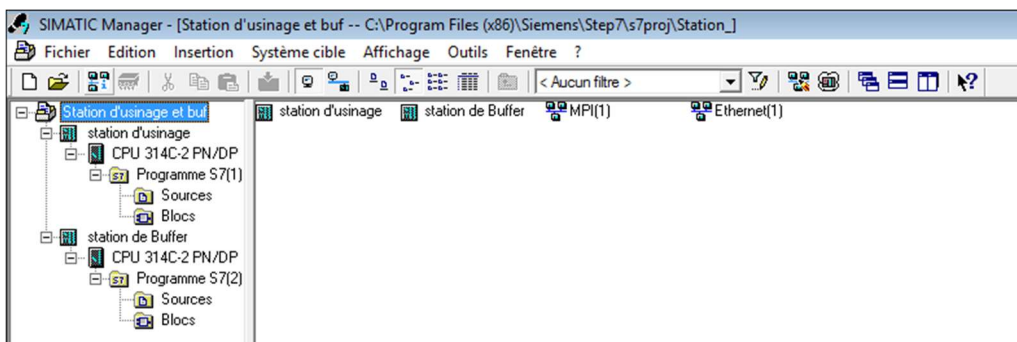 SIMATIC Manager - [Station d'usinage et buf -- C:\Program Files (x86)\Siemens\Step7\s7proj\Station_]
Fichier Edition Insertion Système cible Affichage Outils Fenêtre ?
< Aucun filtre >
Station d'usinage et buf
station d'usinage
CPU 314C-2 PN/DP
Programme S7(1)
Sources
Blocs
station de Buffer
CPU 314C-2 PN/DP
Programme S7(2)
Sources
Blocs
station d'usinage station de Buffer MPI(1) Ethernet(1)